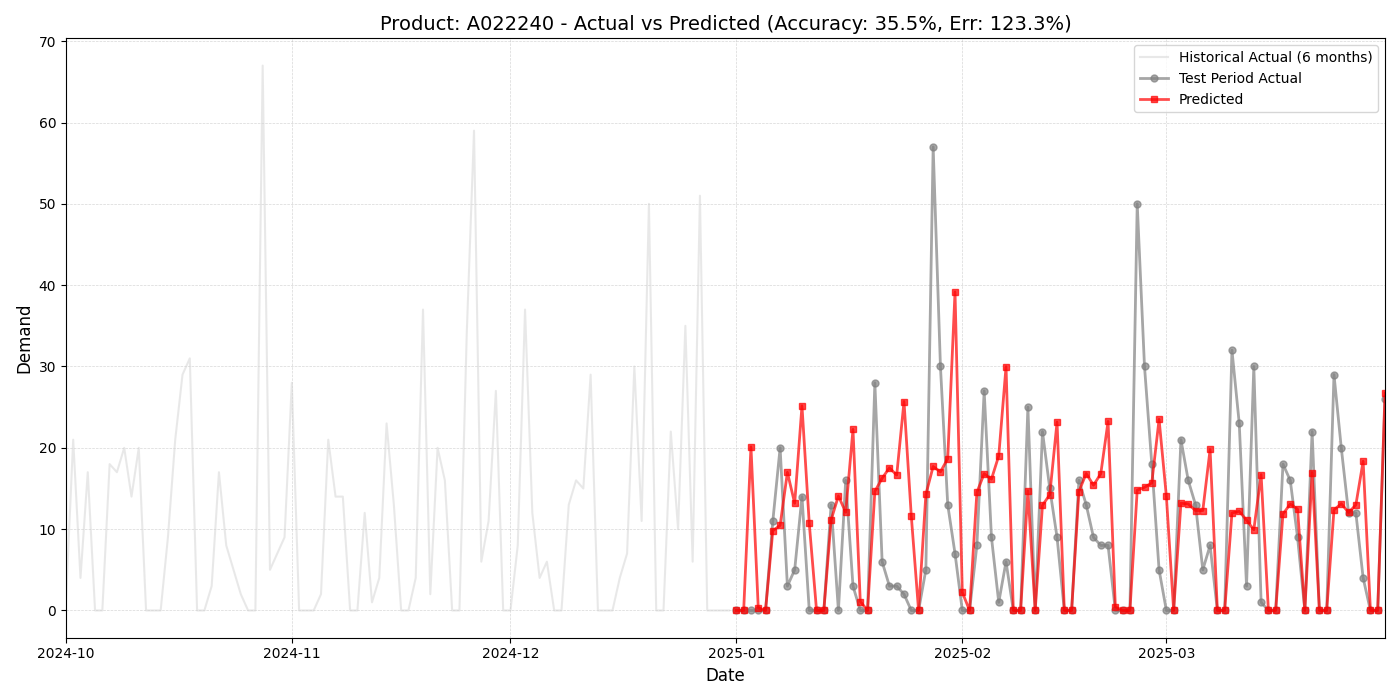 Product: A022240 - Actual vs Predicted (Accuracy: 35.5%, Err: 123.3%)
Historical Actual (6 months)
Test Period Actual
Predicted
Demand
70
60
50
40
30
20
10
0
2024-10
2024-11
2024-12
2025-01
2025-02
2025-03
Date